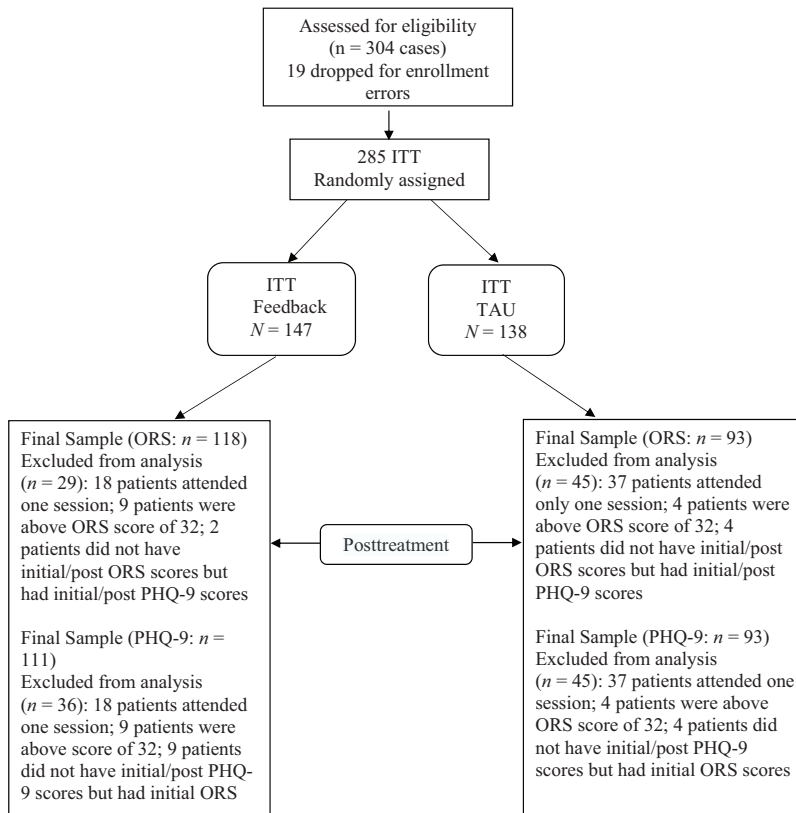 Assessed for eligibility
(n = 304 cases)
19 dropped for enrollment
errors
285 ITT
Randomly assigned
ITT
Feedback
N = 147
ITT
TAU
N = 138
Final Sample (ORS: n = 118)
Excluded from analysis
(n = 29): 18 patients attended
one session; 9 patients were
above ORS score of 32; 2
patients did not have
initial/post ORS scores but
had initial/post PHQ-9 scores
Final Sample (PHQ-9: n =
111)
Excluded from analysis
(n = 36): 18 patients attended
one session; 9 patients were
above score of 32; 9 patients
did not have initial/post PHQ-
9 scores but had initial ORS
Posttreatment
Final Sample (ORS: n = 93)
Excluded from analysis
(n = 45): 37 patients attended
only one session; 4 patients were
above ORS score of 32; 4
patients did not have initial/post
ORS scores but had initial/post
PHQ-9 scores
Final Sample (PHQ-9: n = 93)
Excluded from analysis
(n = 45): 37 patients attended one
session; 4 patients were above
ORS score of 32; 4 patients did
not have initial/post PHQ-9
scores but had initial ORS scores